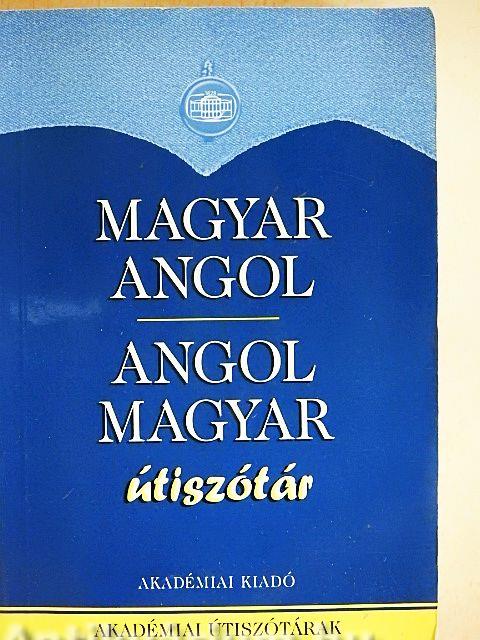 MAGYAR
ANGOL
ANGOL
MAGYAR
útiszótár
AKADÉMIAI KIADÓ
AKADÉMIAI ÚTISZÓTÁRAK